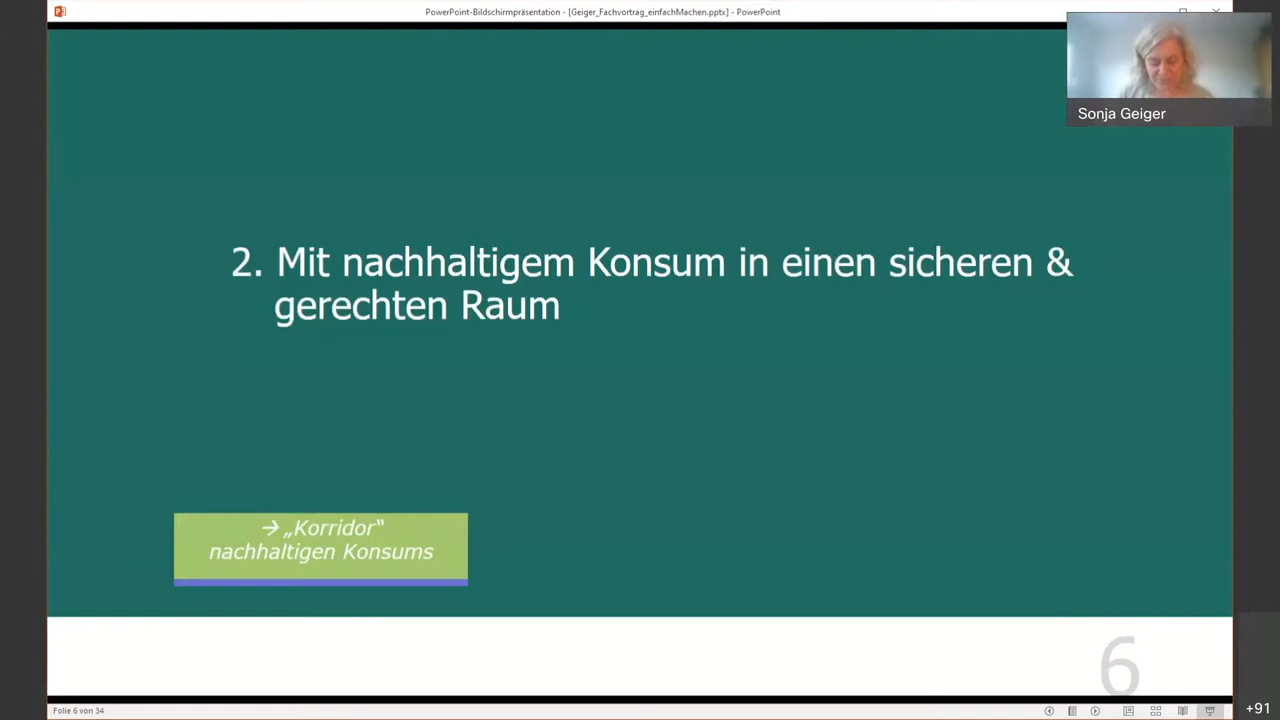 PowerPoint-Bildschirmpräsentation - [Geiger_Fachvortrag_einfachMachen.pptx] - PowerPoint
Sonja Geiger
2. Mit nachhaltigem Konsum in einen sicheren &
gerechten Raum
→ „Korridor“
nachhaltigen Konsums
6
Folie 6 von 34
+91